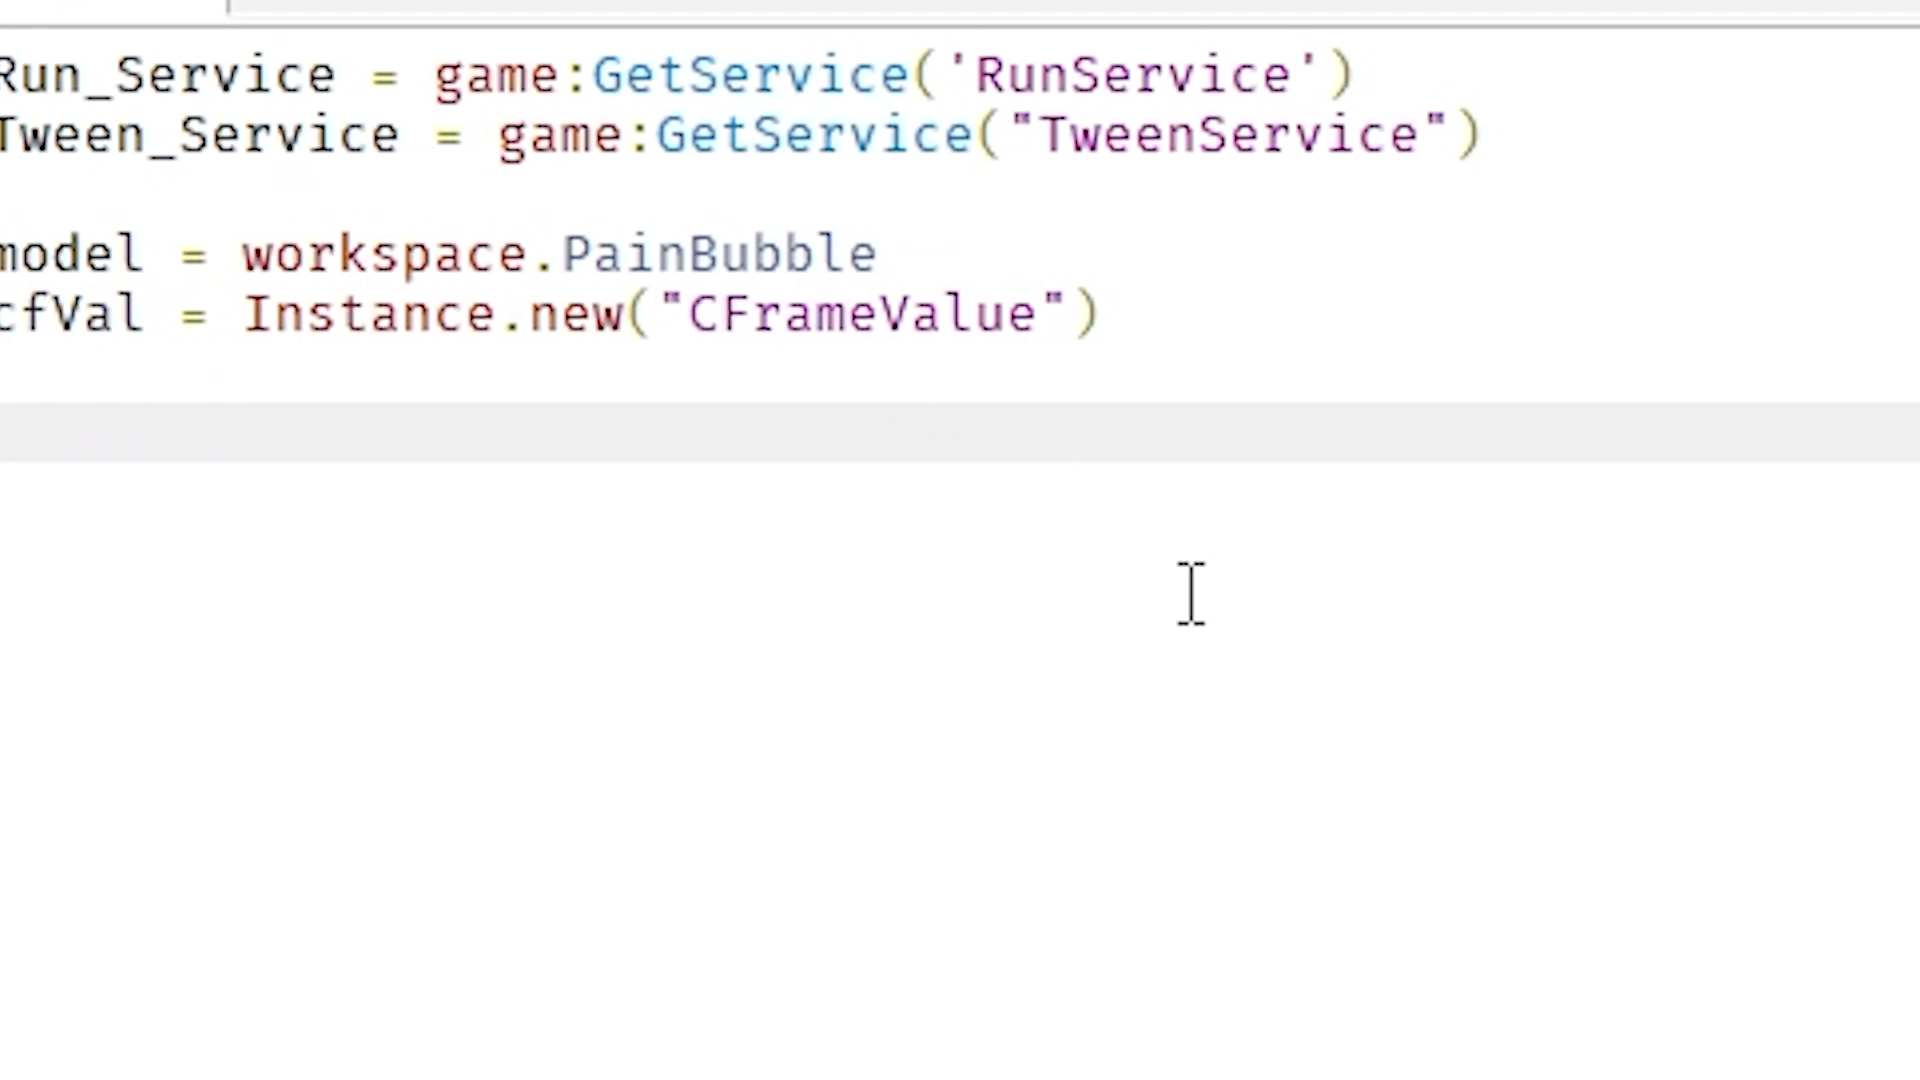 Run_Service = game:GetService('RunService')
Tween_Service = game:GetService("TweenService")
model = workspace.PainBubble
cfVal = Instance.new("CFrameValue")